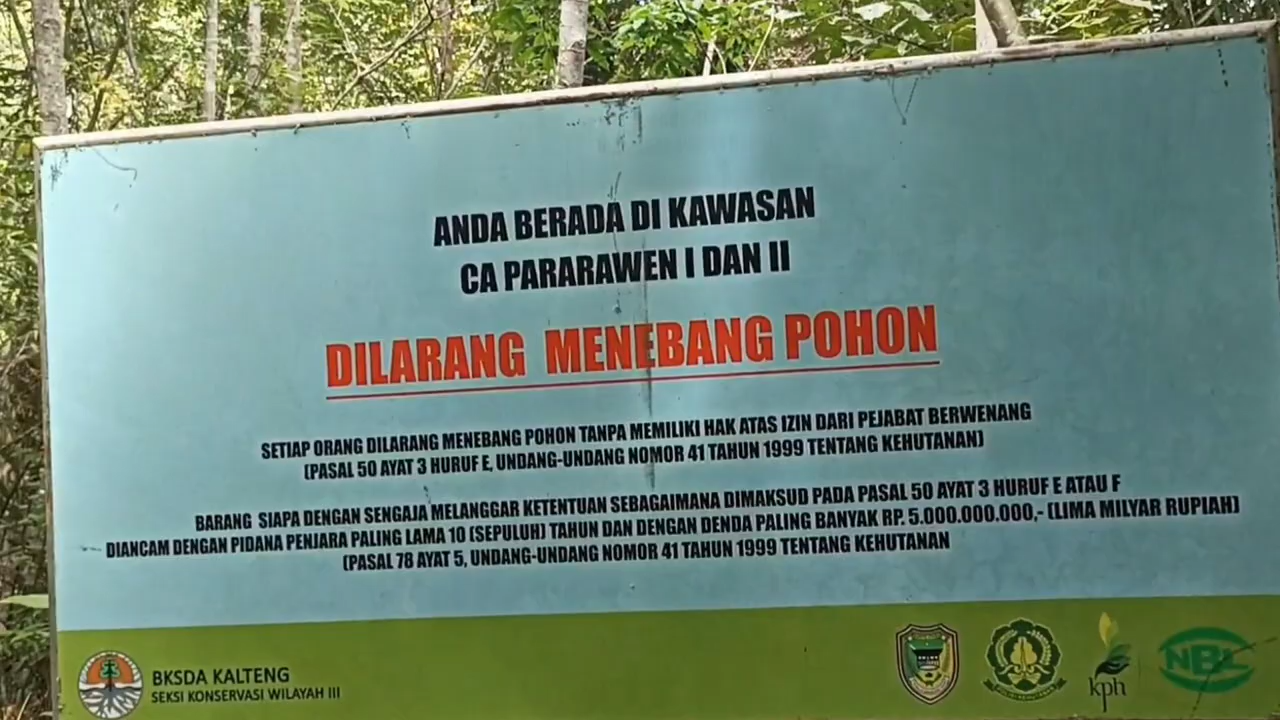 ANDA BERADA DI KAWASAN
CA PARARAWEN I DAN II
DILARANG MENEBANG POHON
SETIAP ORANG DILARANG MENEBANG POHON TANPA MEMILIKI HAK ATAS IZIN DARI PEJABAT BERWENANG
(PASAL 50 AYAT 3 HURUF E, UNDANG-UNDANG NOMOR 41 TAHUN 1999 TENTANG KEHUTANAN)
BARANG SIAPA DENGAN SENGAJA MELANGGAR KETENTUAN SEBAGAIMANA DIMAKSUD PADA PASAL 50 AYAT 3 HURUF E ATAU F
DIANCAM DENGAN PIDANA PENJARA PALING LAMA 10 (SEPULUH) TAHUN DAN DENGAN DENDA PALING BANYAK RP. 5.000.000.000,- (LIMA MILYAR RUPIAH)
(PASAL 78 AYAT 5, UNDANG-UNDANG NOMOR 41 TAHUN 1999 TENTANG KEHUTANAN
BKSDA KALTENG
SEKSI KONSERVASI WILAYAH III
kph
NBL